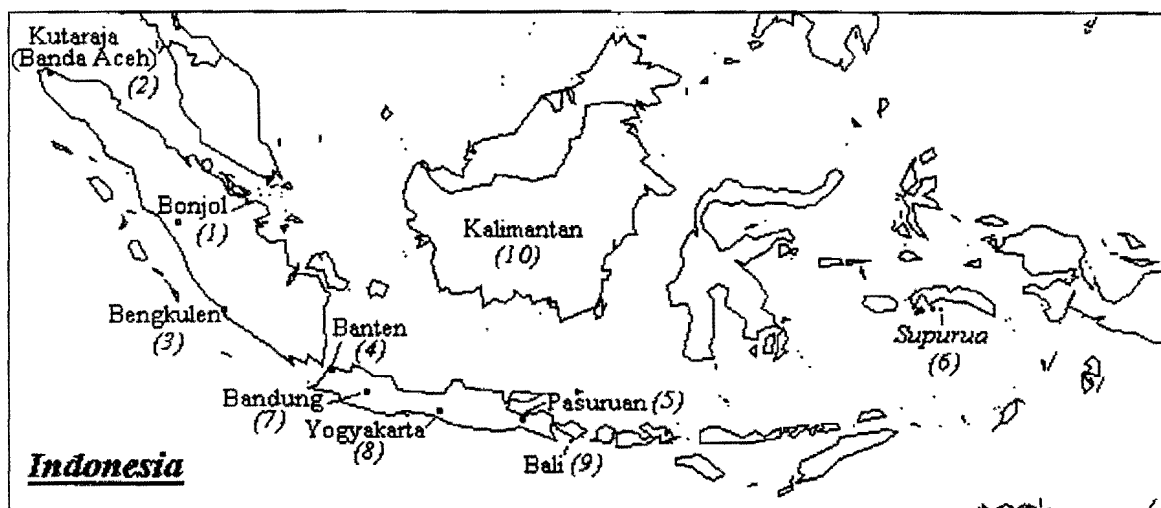 Kutaraja
(Banda Aceh)
(2)
Bonjol
(1)
Kalimantan
(10)
Bengkulen
(3)
Banten
(4)
Supurua
(6)
Bandung
(7)
Pasuruan (5)
Yogyakarta
(8)
Bali (9)
Indonesia